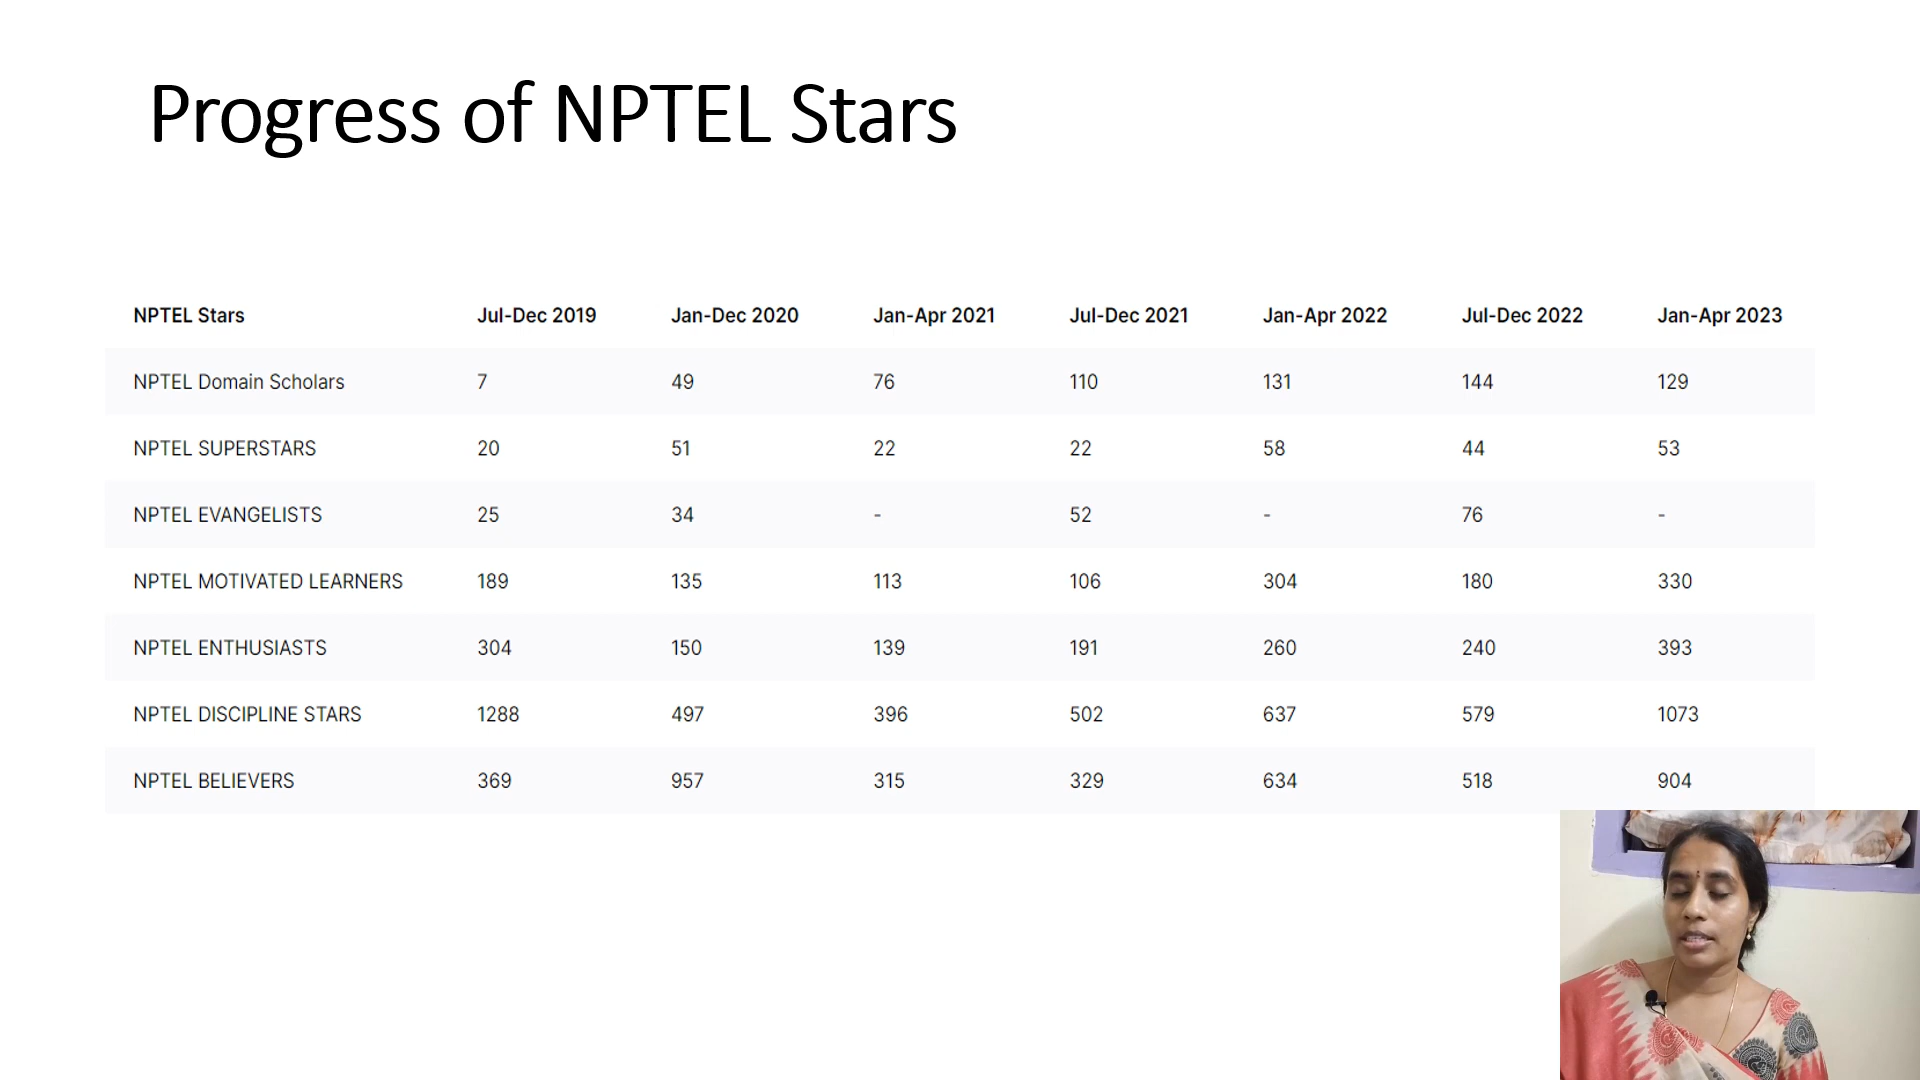 Progress of NPTEL Stars
NPTEL Stars Jul-Dec 2019 Jan-Dec 2020 Jan-Apr 2021 Jul-Dec 2021 Jan-Apr 2022 Jul-Dec 2022 Jan-Apr 2023
NPTEL Domain Scholars 7 49 76 110 131 144 129
NPTEL SUPERSTARS 20 51 22 22 58 44 53
NPTEL EVANGELISTS 25 34 - 52 - 76 -
NPTEL MOTIVATED LEARNERS 189 135 113 106 304 180 330
NPTEL ENTHUSIASTS 304 150 139 191 260 240 393
NPTEL DISCIPLINE STARS 1288 497 396 502 637 579 1073
NPTEL BELIEVERS 369 957 315 329 634 518 904